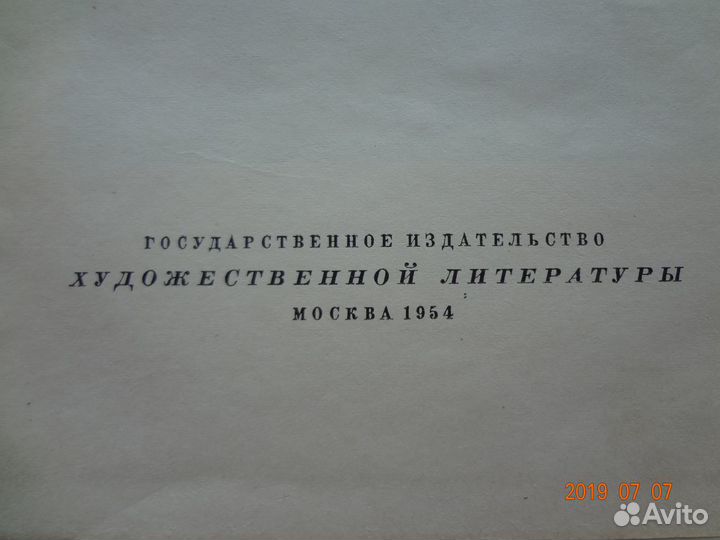 ГОСУДАРСТВЕННОЕ ИЗДАТЕЛЬСТВО
ХУДОЖЕСТВЕННОЙ ЛИТЕРАТУРЫ
МОСКВА 1954
2019 07 07
Avito